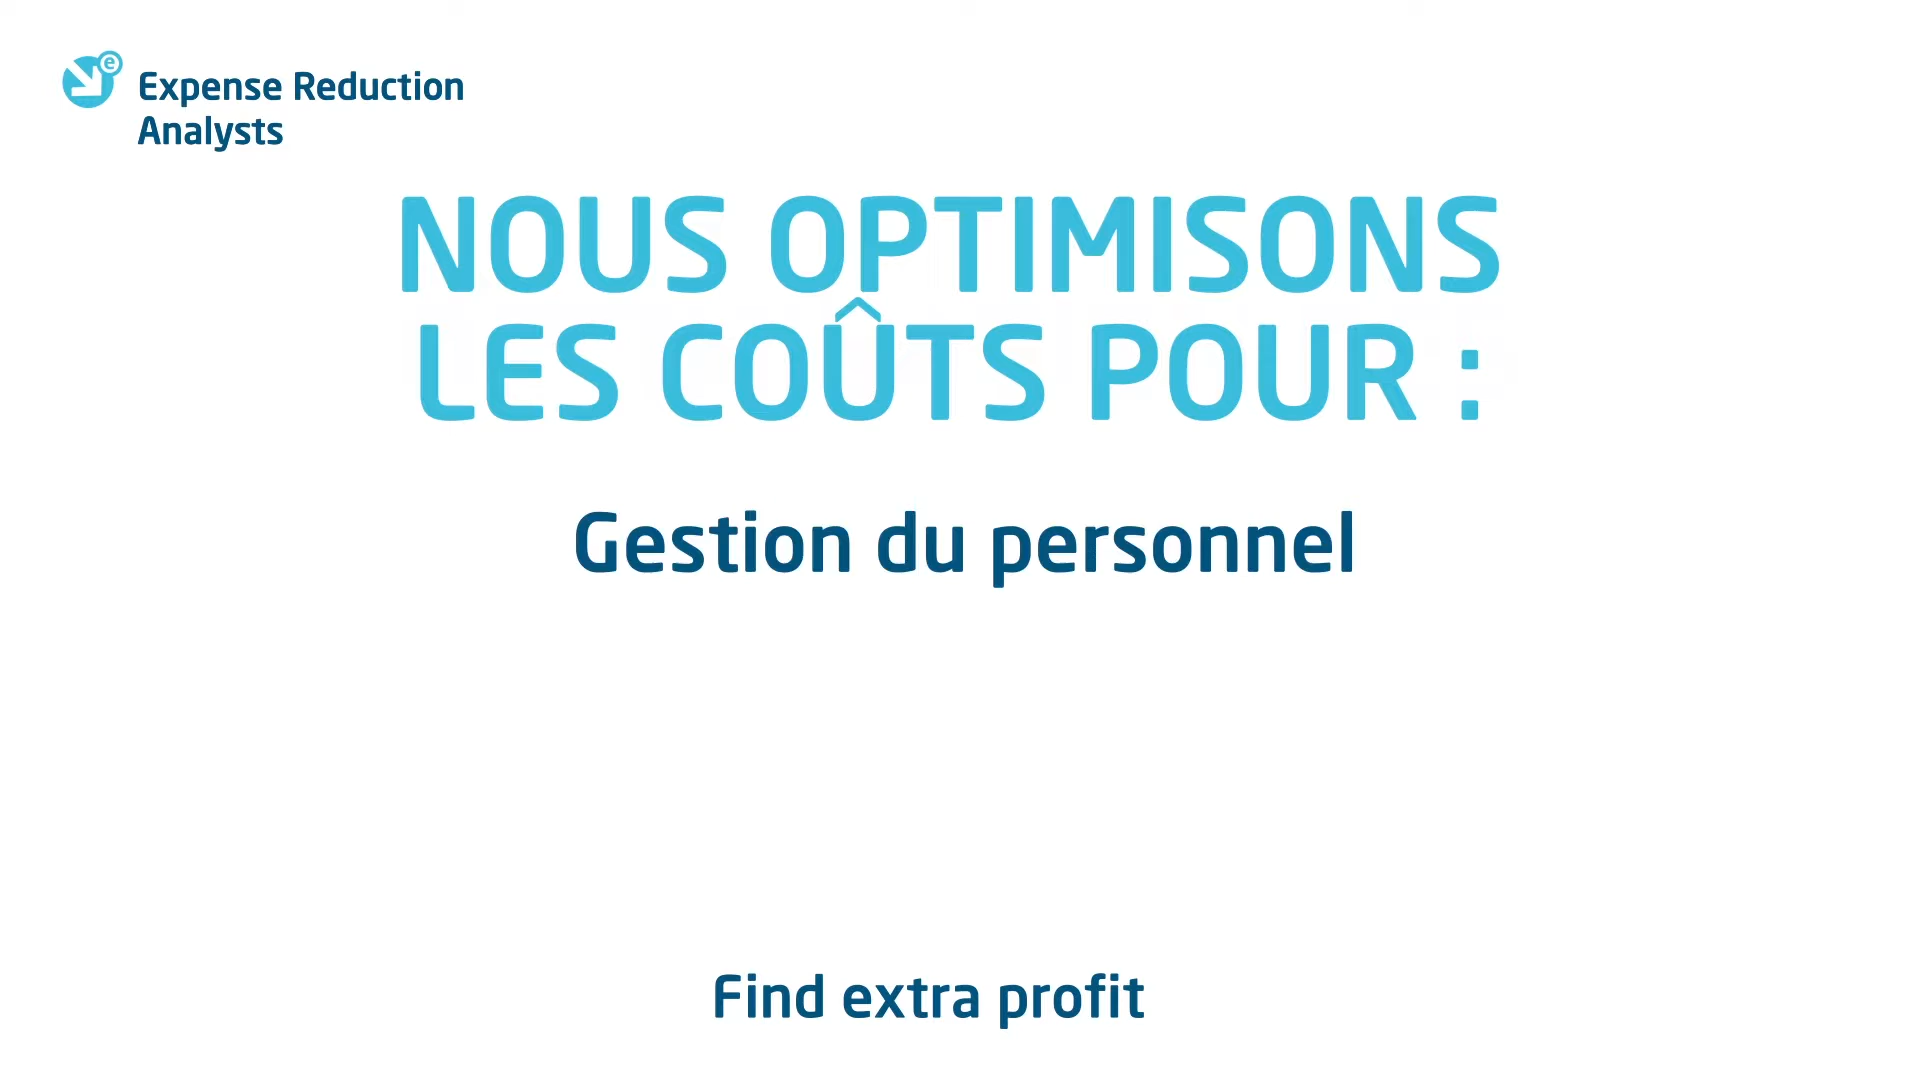 Expense Reduction
Analysts
NOUS OPTIMISONS
LES COÛTS POUR :
Gestion du personnel
Find extra profit